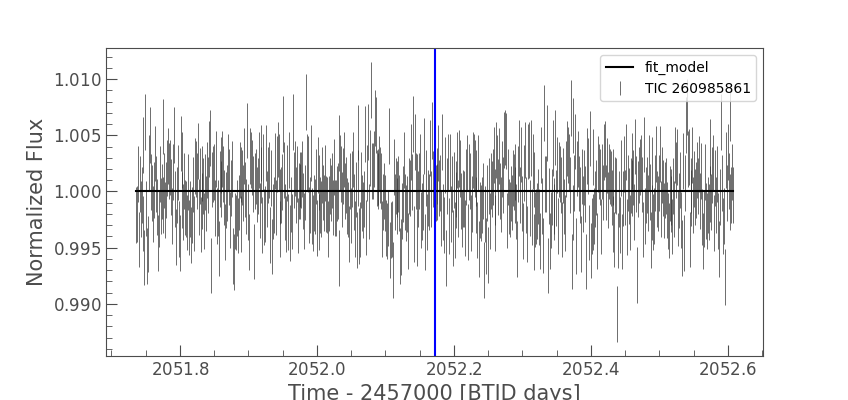 fit_model
TIC 260985861
1.010
1.005
1.000
0.995
0.990
Normalized Flux
2051.8
2052.0
2052.2
2052.4
2052.6
Time - 2457000 [BTJD days]